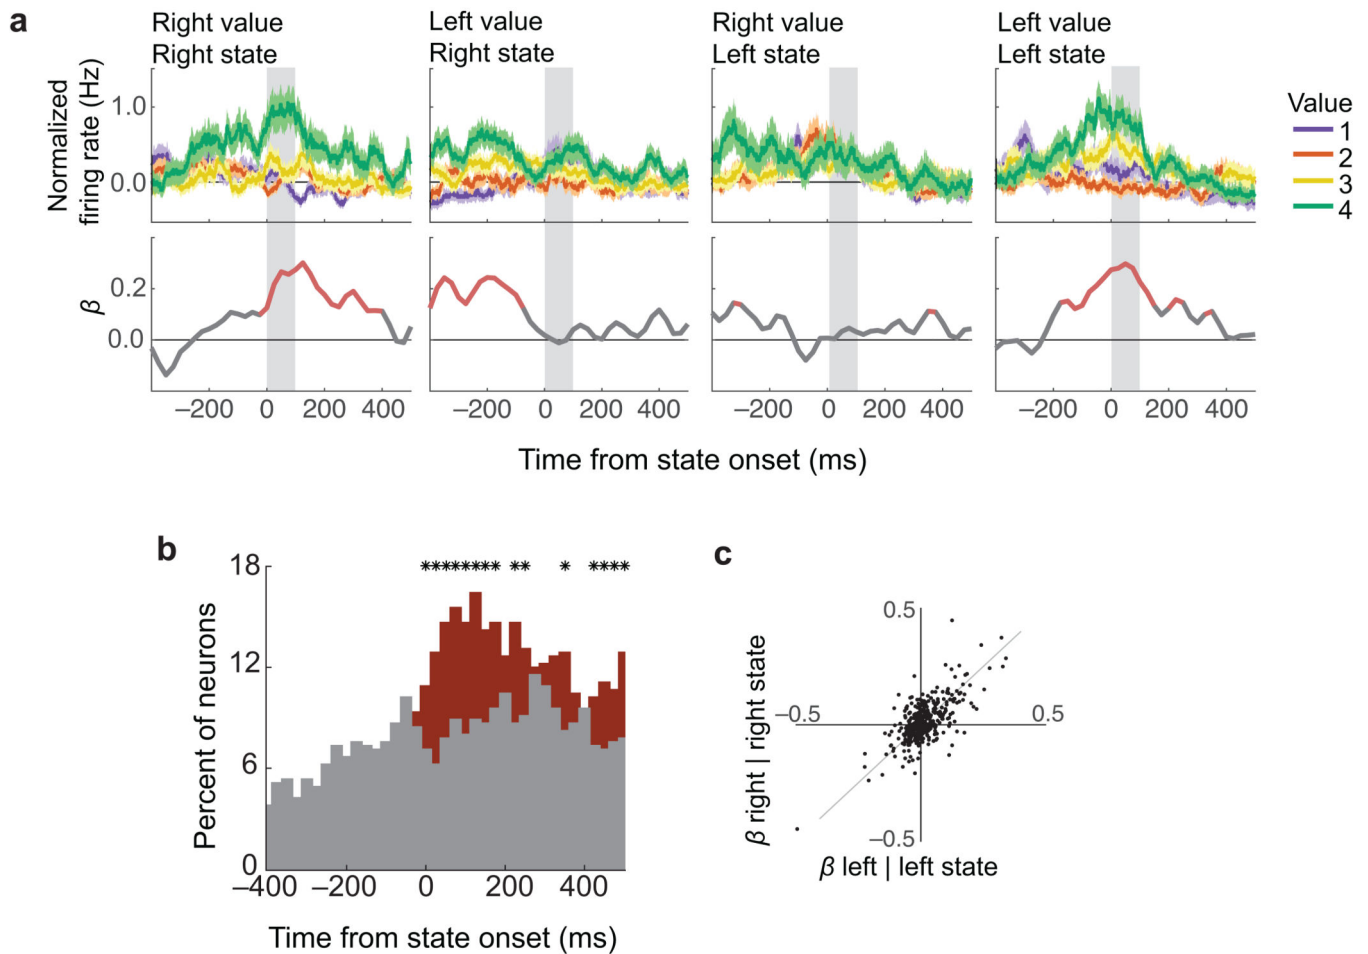 a
Right value
Right state
Left value
Right state
Right value
Left state
Left value
Left state
Normalized
firing rate (Hz)
1.0
0.0
Value
1
2
3
4
β
0.2
0.0
−200 0 200 400
−200 0 200 400
−200 0 200 400
−200 0 200 400
Time from state onset (ms)
b
Percent of neurons
18
12
6
0
****************
−400 −200 0 200 400
Time from state onset (ms)
c
β right | right state
0.5
−0.5
0.5
−0.5
β left | left state